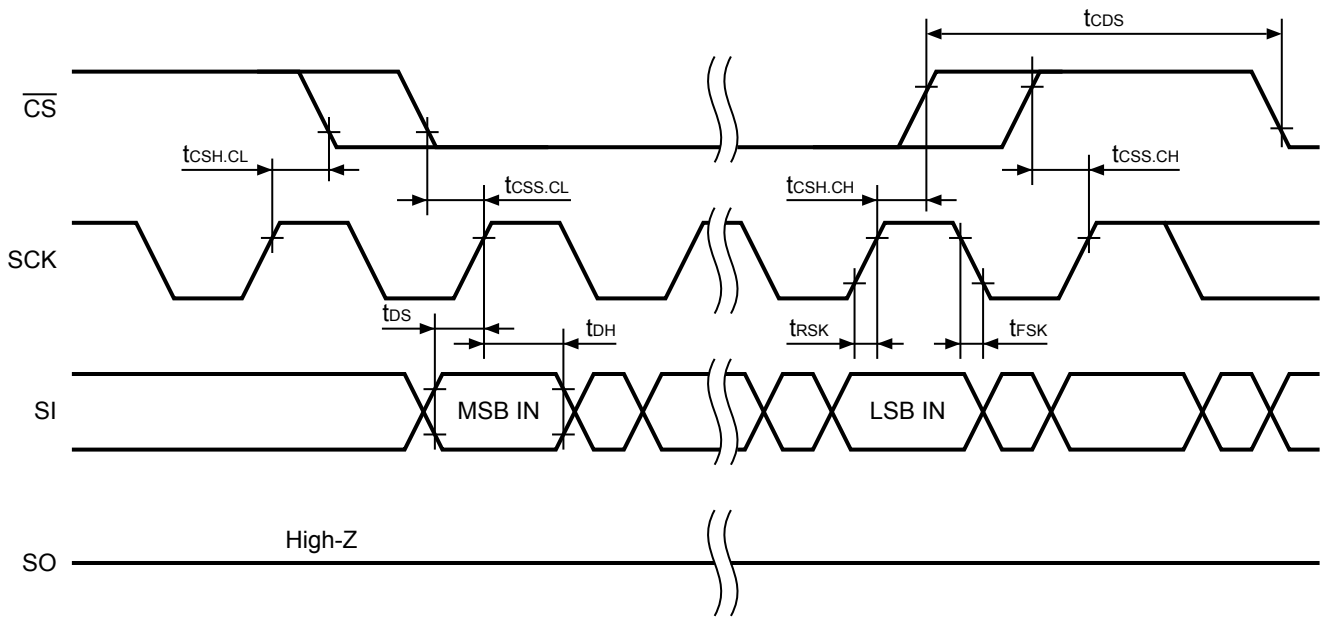 tCDS
CS
tCSH.CL
tCSS.CL
tCSH.CH
tCSS.CH
SCK
tDS
tDH
tRSK
tFSK
SI
MSB IN
LSB IN
High-Z
SO